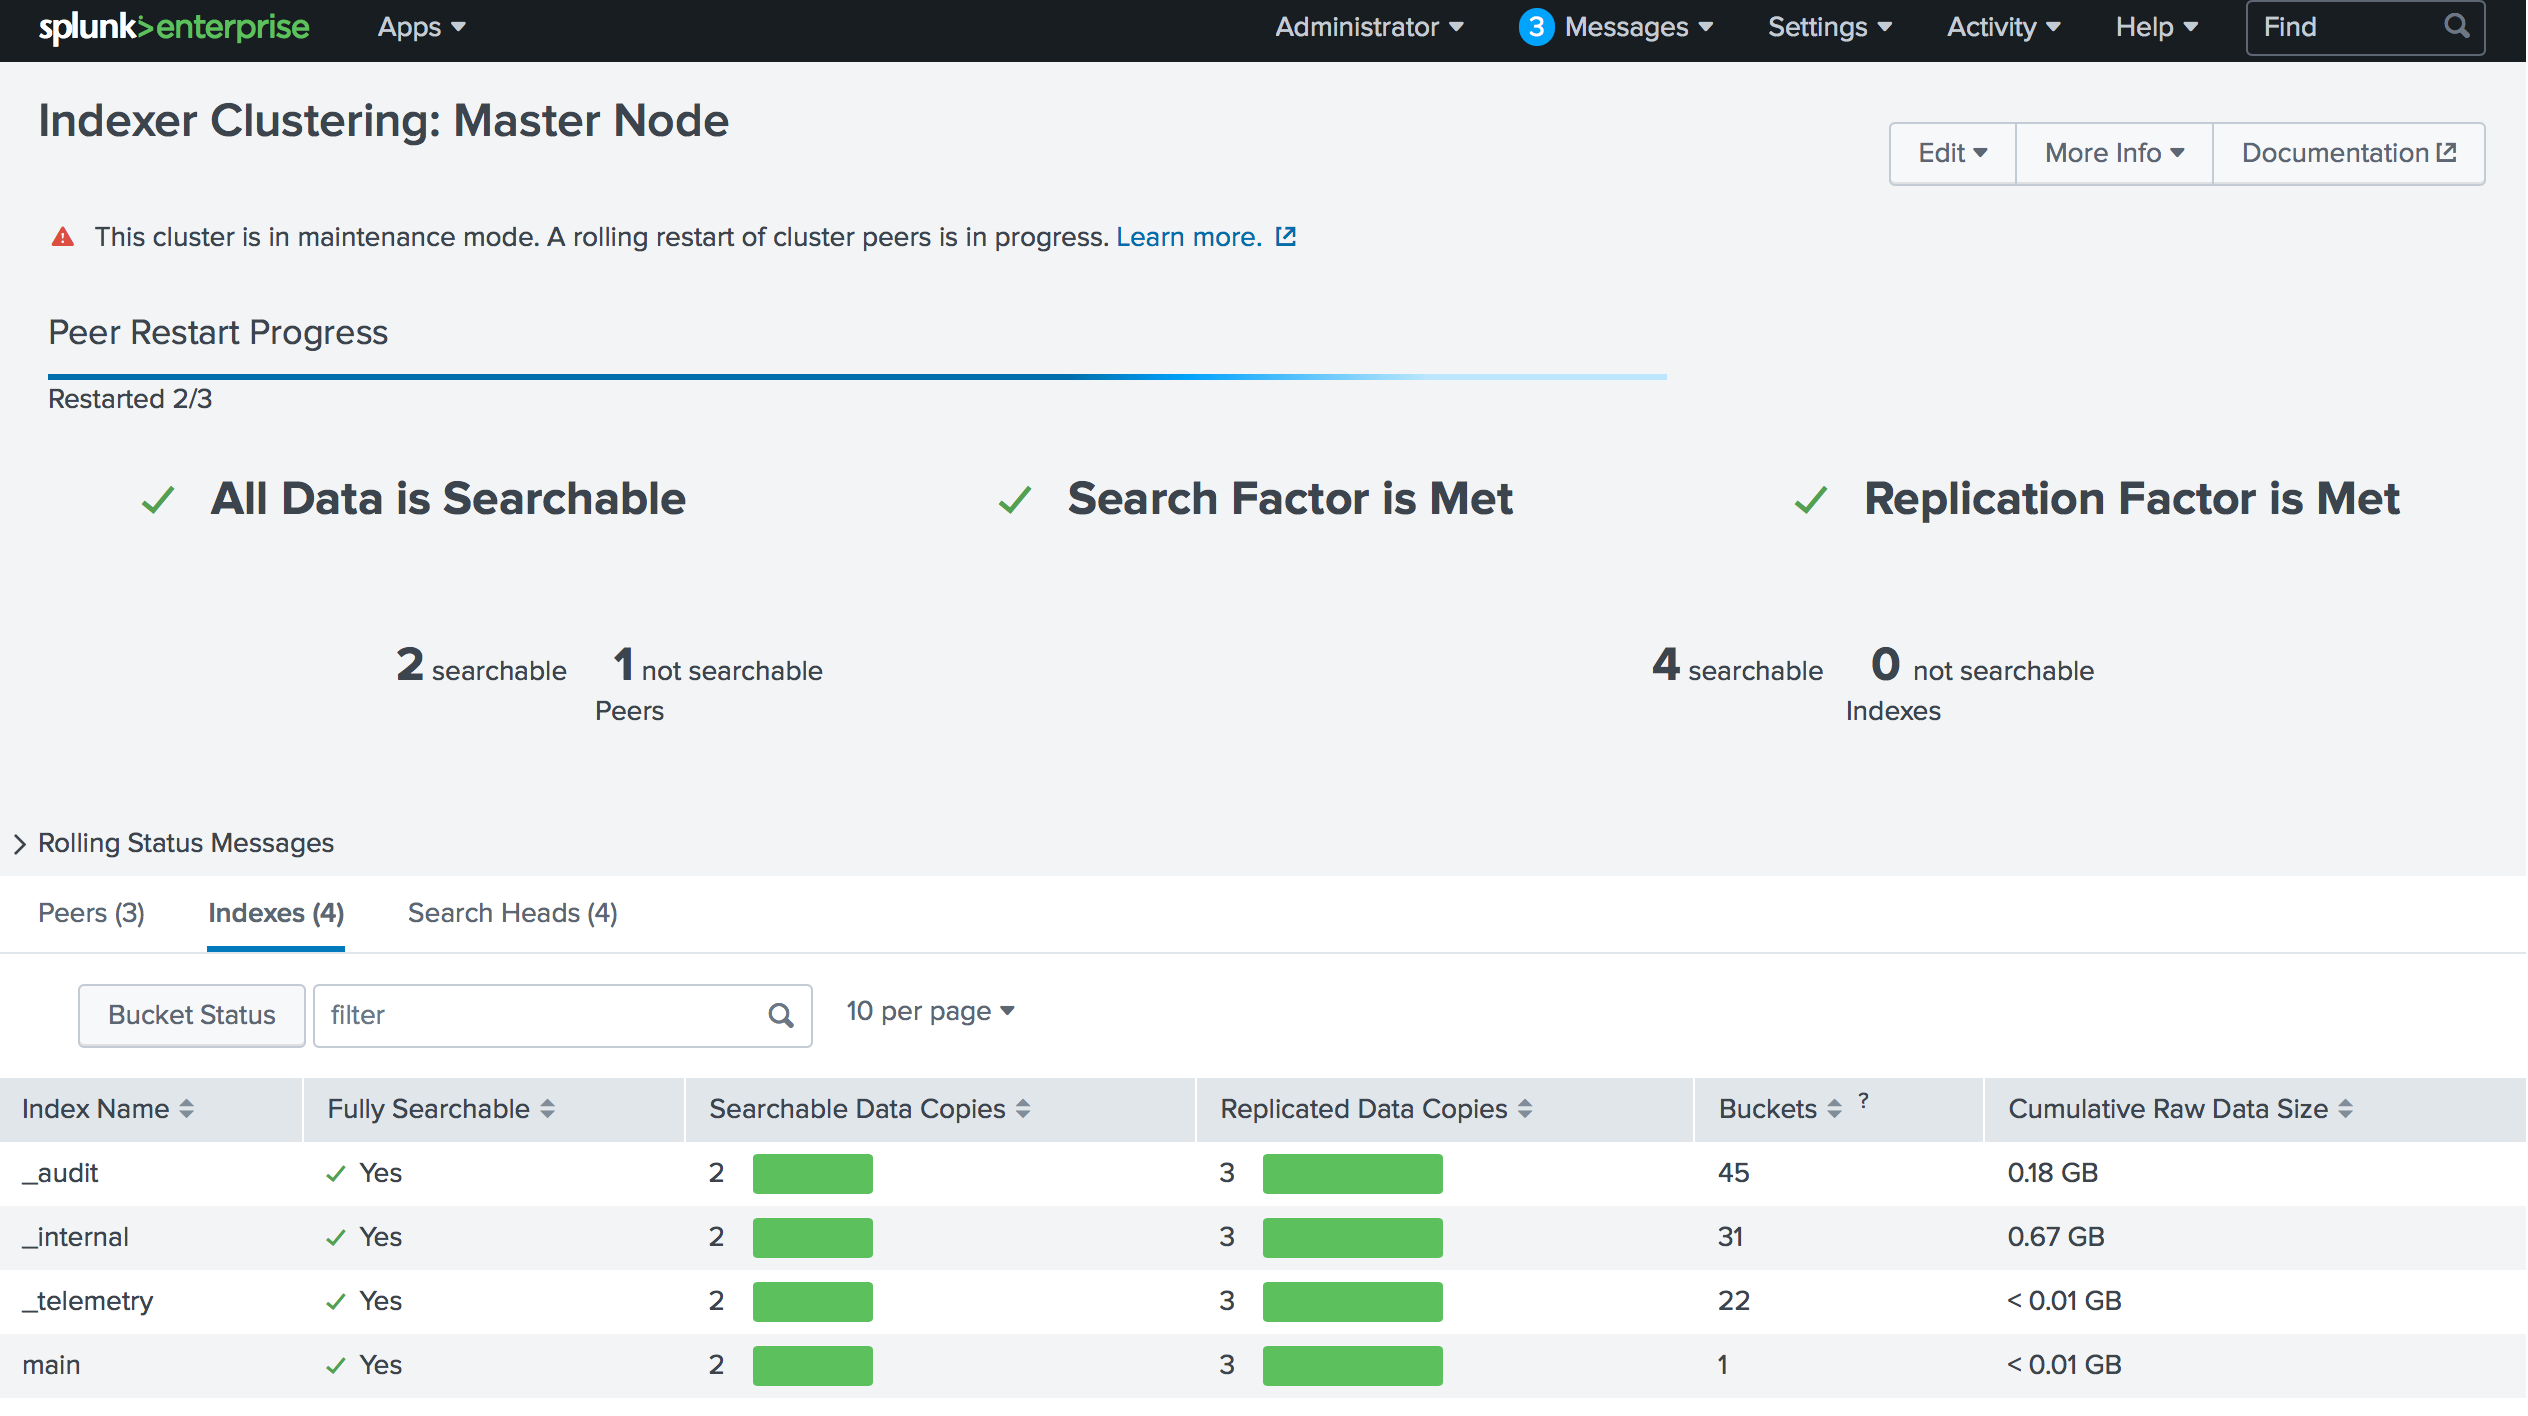 splunk>enterprise Apps Administrator 3 Messages Settings Activity Help Find
Indexer Clustering: Master Node
Edit More Info Documentation
This cluster is in maintenance mode. A rolling restart of cluster peers is in progress. Learn more.
Peer Restart Progress
Restarted 2/3
All Data is Searchable Search Factor is Met Replication Factor is Met
2 searchable 1 not searchable 4 searchable 0 not searchable
Peers Indexes
Rolling Status Messages
Peers (3) Indexes (4) Search Heads (4)
Bucket Status filter 10 per page
Index Name Fully Searchable Searchable Data Copies Replicated Data Copies Buckets ? Cumulative Raw Data Size
_audit Yes 2 3 45 0.18 GB
_internal Yes 2 3 31 0.67 GB
_telemetry Yes 2 3 22 < 0.01 GB
main Yes 2 3 1 < 0.01 GB